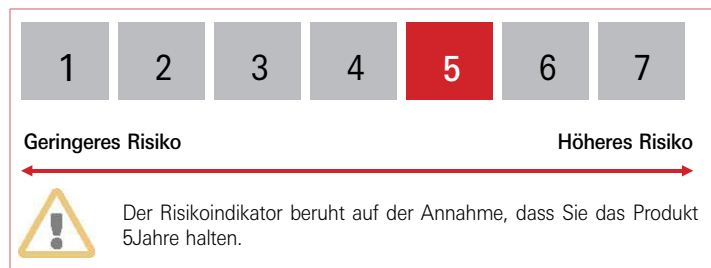 1 2 3 4 5 6 7
Geringeres Risiko Höheres Risiko
Der Risikoindikator beruht auf der Annahme, dass Sie das Produkt
5Jahre halten.